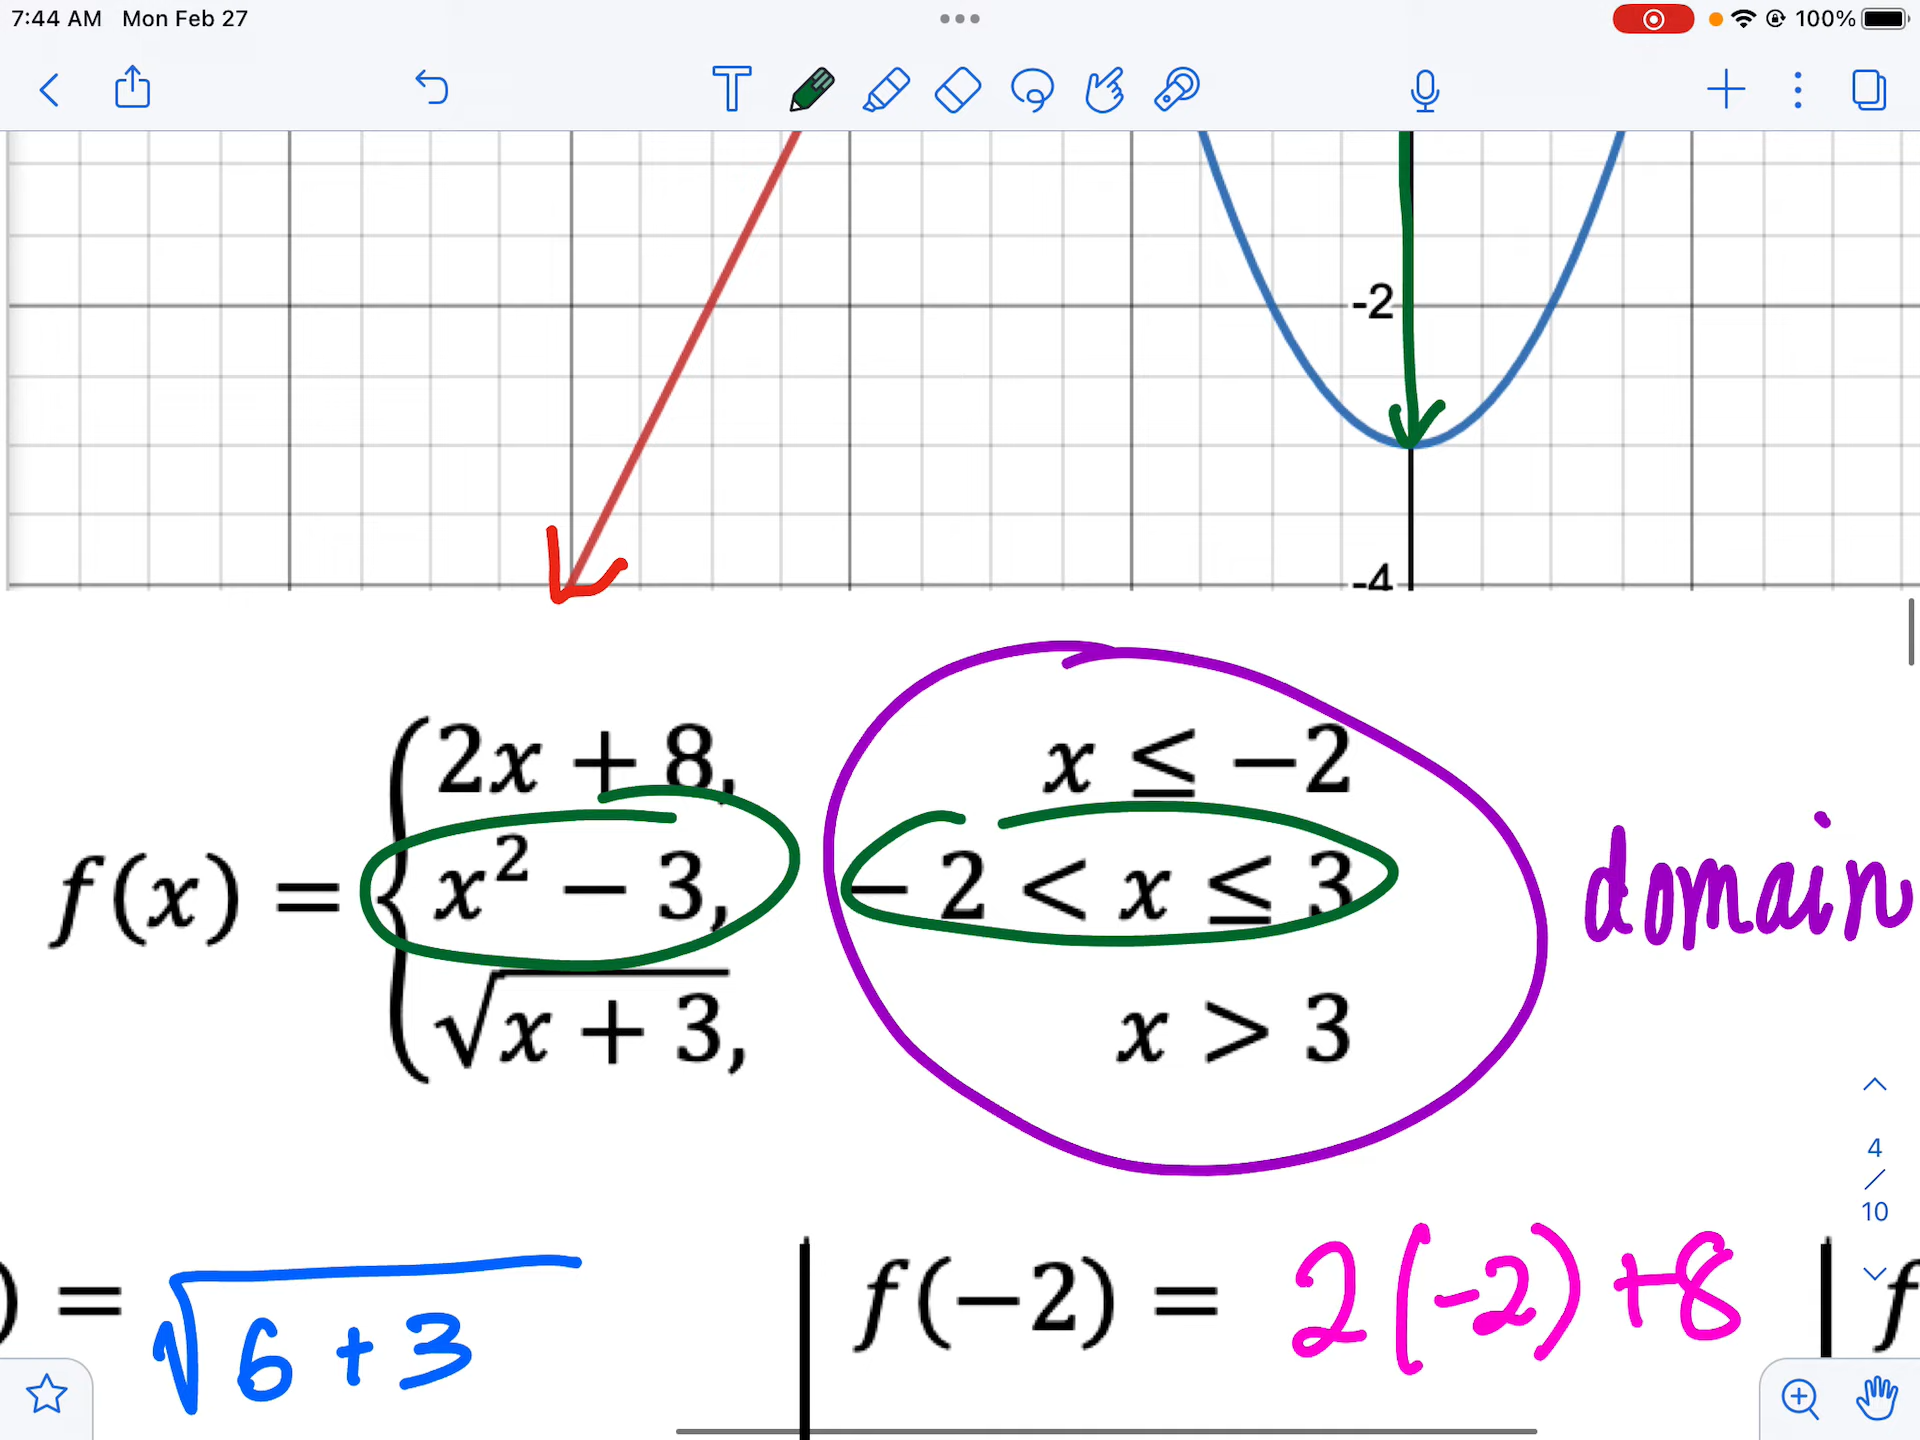 7:44 AM Mon Feb 27 100%
T
-2
-4
2x + 8, x ≤ −2
f(x) = { x² − 3, − 2 < x ≤ 3 domain
√x + 3, x > 3
4
/
10
) = √6 + 3 f(−2) = 2(-2)+8 f